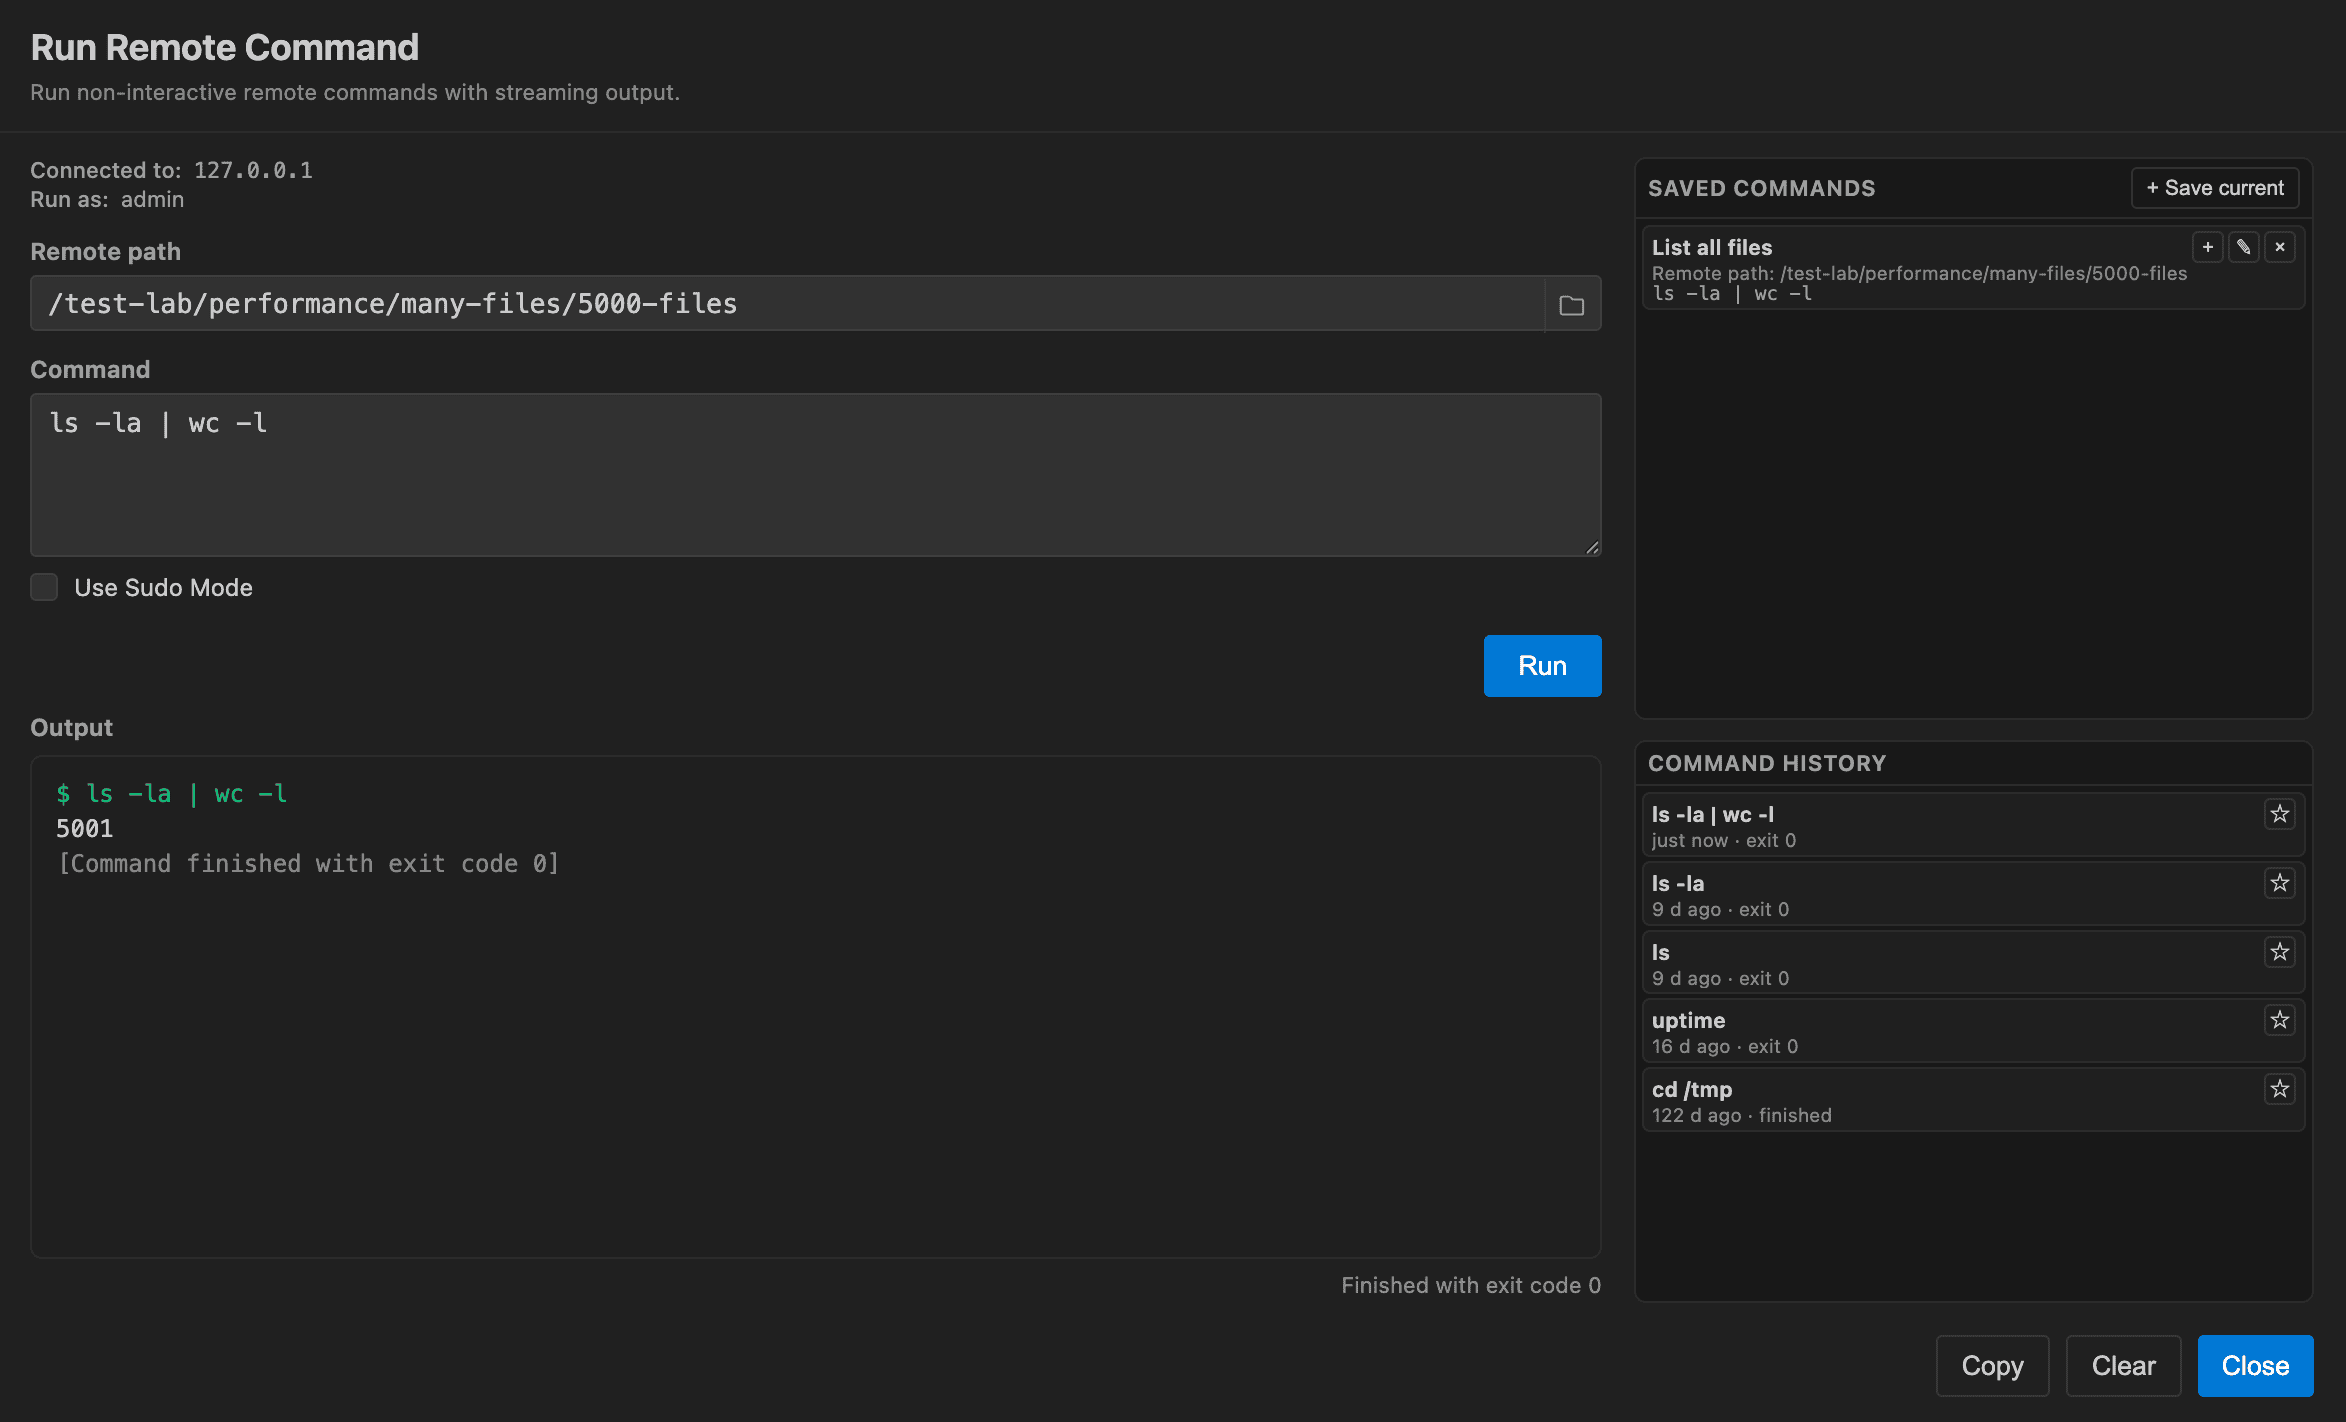 Run Remote Command
Run non-interactive remote commands with streaming output.
Connected to: 127.0.0.1
Run as: admin
Remote path
/test-lab/performance/many-files/5000-files
Command
ls -la | wc -l
Use Sudo Mode
Run
Output
$ ls -la | wc -l
5001
[Command finished with exit code 0]
Finished with exit code 0
SAVED COMMANDS
+ Save current
List all files
Remote path: /test-lab/performance/many-files/5000-files
ls -la | wc -l
COMMAND HISTORY
ls -la | wc -l
just now · exit 0
ls -la
9 d ago · exit 0
ls
9 d ago · exit 0
uptime
16 d ago · exit 0
cd /tmp
122 d ago · finished
Copy
Clear
Close